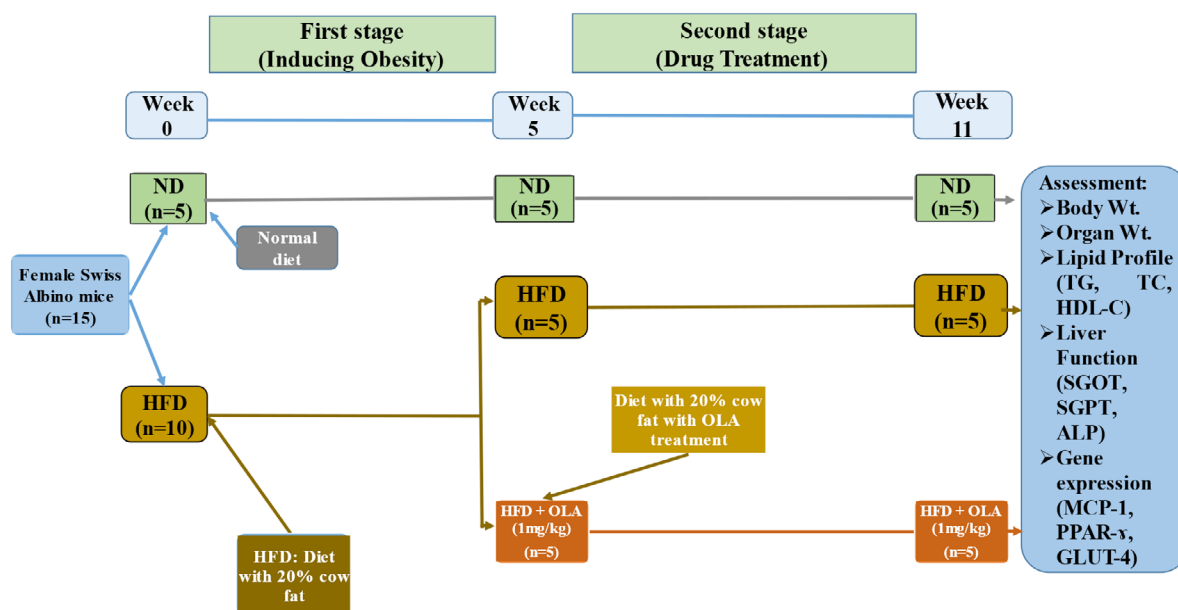 First stage
(Inducing Obesity)
Second stage
(Drug Treatment)
Week
0
Week
5
Week
11
ND
(n=5)
ND
(n=5)
ND
(n=5)
Normal
diet
Female Swiss
Albino mice
(n=15)
HFD
(n=10)
HFD
(n=5)
HFD
(n=5)
Diet with 20% cow
fat with OLA
treatment
HFD: Diet
with 20% cow
fat
HFD + OLA
(1mg/kg)
(n=5)
HFD + OLA
(1mg/kg)
(n=5)
Assessment:
➢Body Wt.
➢Organ Wt.
➢Lipid Profile
(TG, TC,
HDL-C)
➢Liver
Function
(SGOT,
SGPT,
ALP)
➢Gene
expression
(MCP-1,
PPAR-ɤ,
GLUT-4)